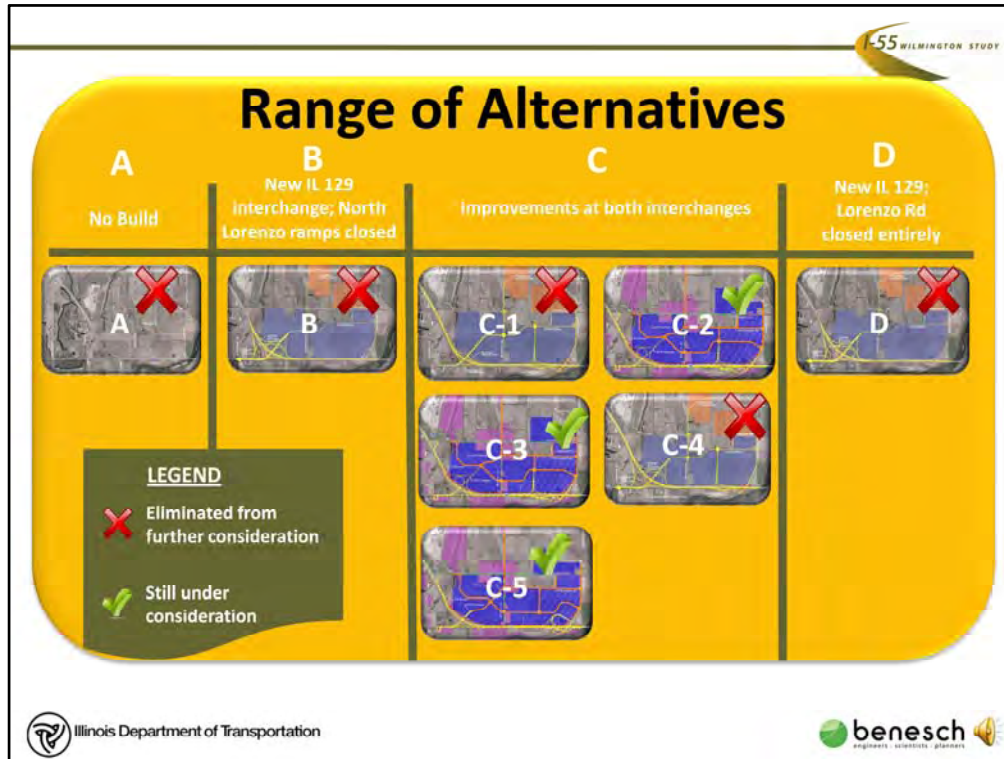 I-55 WILMINGTON STUDY
Range of Alternatives
A
No Build
B
New IL 129
interchange; North
Lorenzo ramps closed
C
Improvements at both interchanges
D
New IL 129;
Lorenzo Rd
closed entirely
A
B
C-1
C-2
D
C-3
C-4
C-5
LEGEND
Eliminated from
further consideration
Still under
consideration
Illinois Department of Transportation
benesch
engineers · scientists · planners